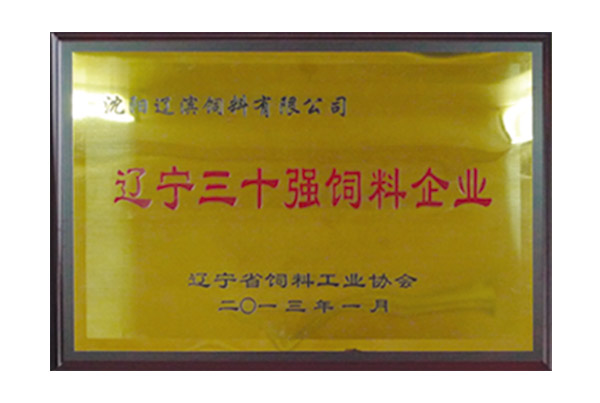 沈阳辽滨饲料有限公司
辽宁三十强饲料企业
辽宁省饲料工业协会
二〇一三年一月